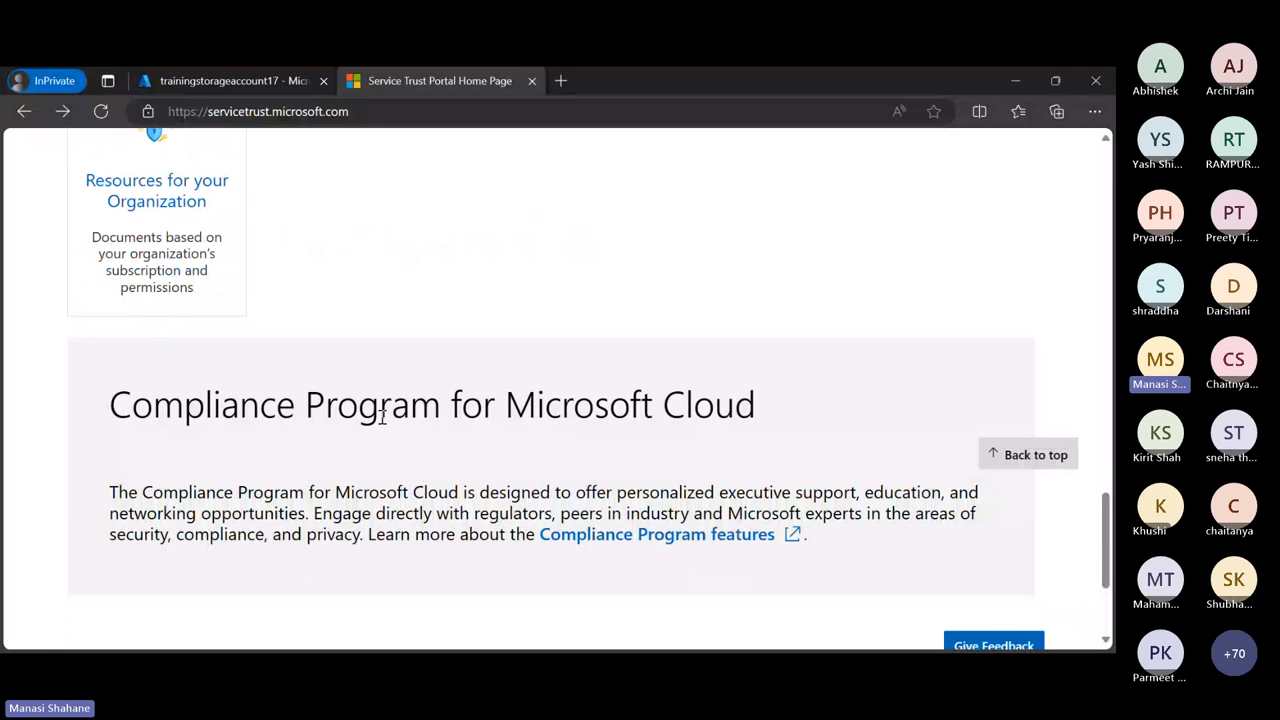 InPrivate
trainingstorageaccount17 - Micr
Service Trust Portal Home Page
https://servicetrust.microsoft.com
Resources for your
Organization
Documents based on
your organization's
subscription and
permissions
Compliance Program for Microsoft Cloud
Back to top
The Compliance Program for Microsoft Cloud is designed to offer personalized executive support, education, and
networking opportunities. Engage directly with regulators, peers in industry and Microsoft experts in the areas of
security, compliance, and privacy. Learn more about the Compliance Program features.
Give Feedback
A
Abhishek
AJ
Archi Jain
YS
Yash Shi...
RT
RAMPUR...
PH
Pryaranj...
PT
Preety Ti...
S
shraddha
D
Darshani
MS
Manasi S...
CS
Chaitnya...
KS
Kirit Shah
ST
sneha th...
K
Khushi
C
chaitanya
MT
Maham...
SK
Shubha...
PK
Parmeet ...
+70
Manasi Shahane